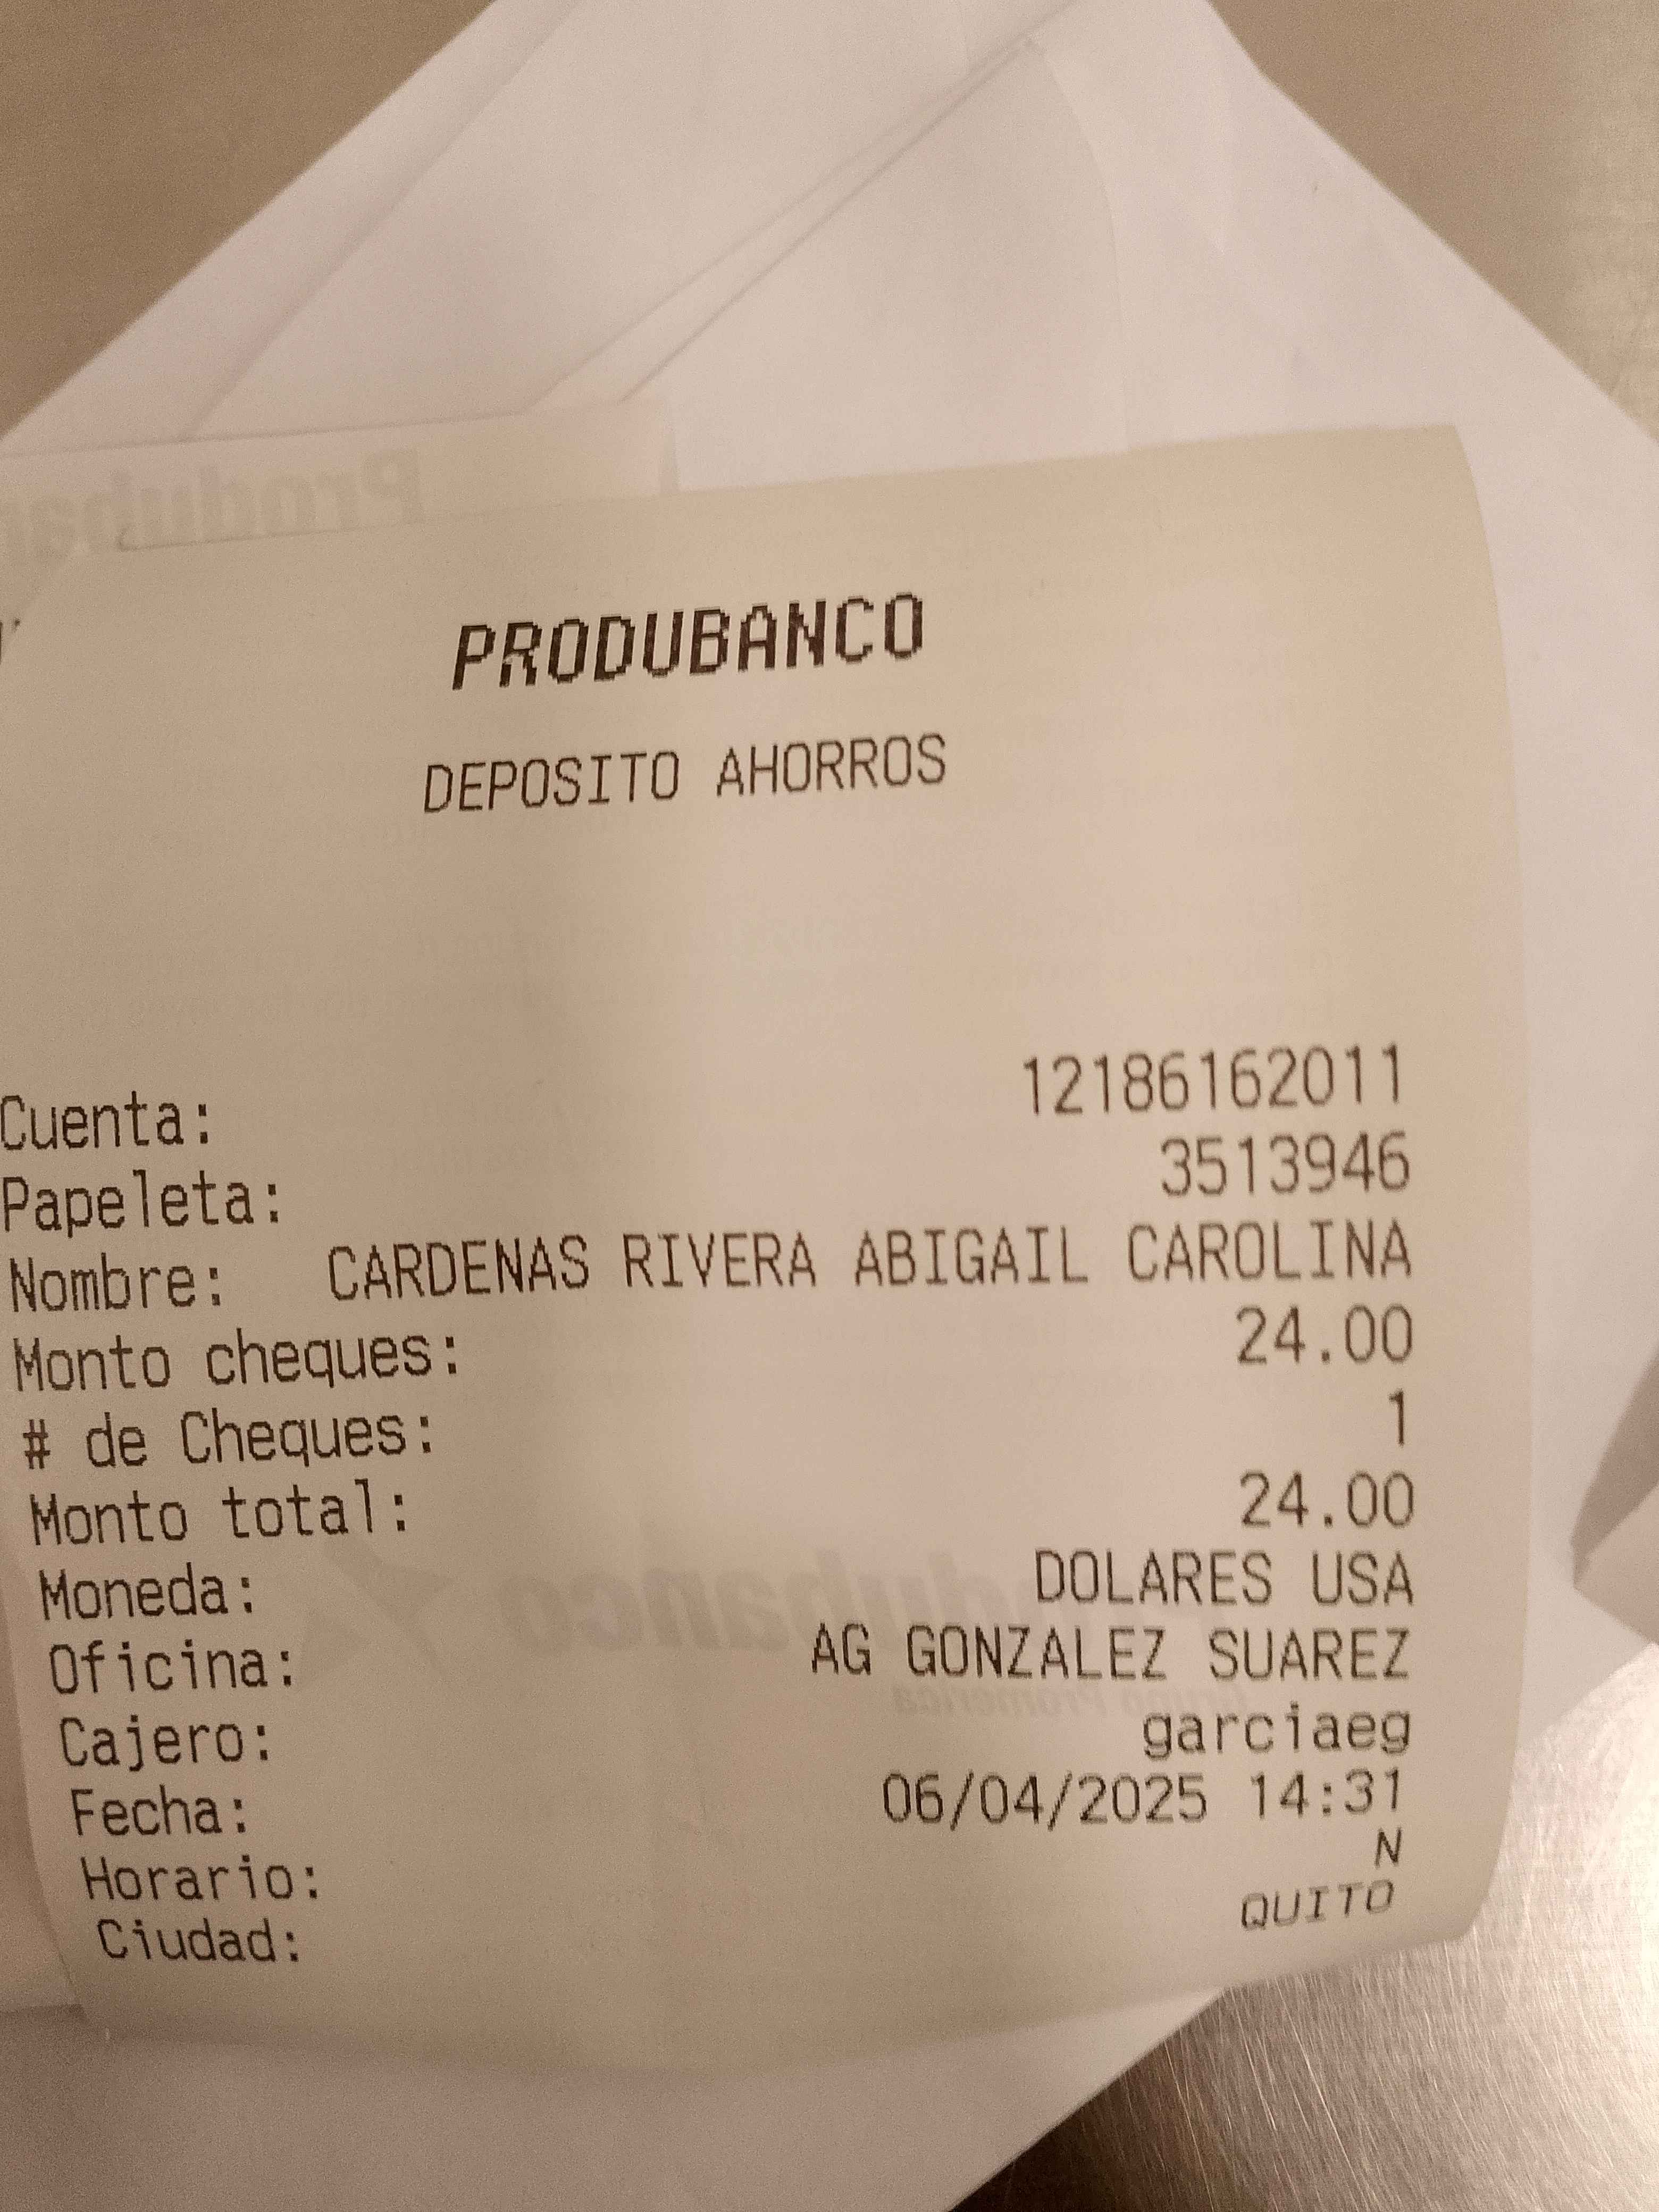 Produban
PRODUBANCO
DEPOSITO AHORROS
Cuenta: 12186162011
Papeleta: 3513946
Nombre: CARDENAS RIVERA ABIGAIL CAROLINA
Monto cheques: 24.00
# de Cheques: 1
Monto total: 24.00
Moneda: DOLARES USA
Oficina: AG GONZALEZ SUAREZ
Cajero: garciaeg
Fecha: 06/04/2025 14:31
Horario: N
Ciudad: QUITO